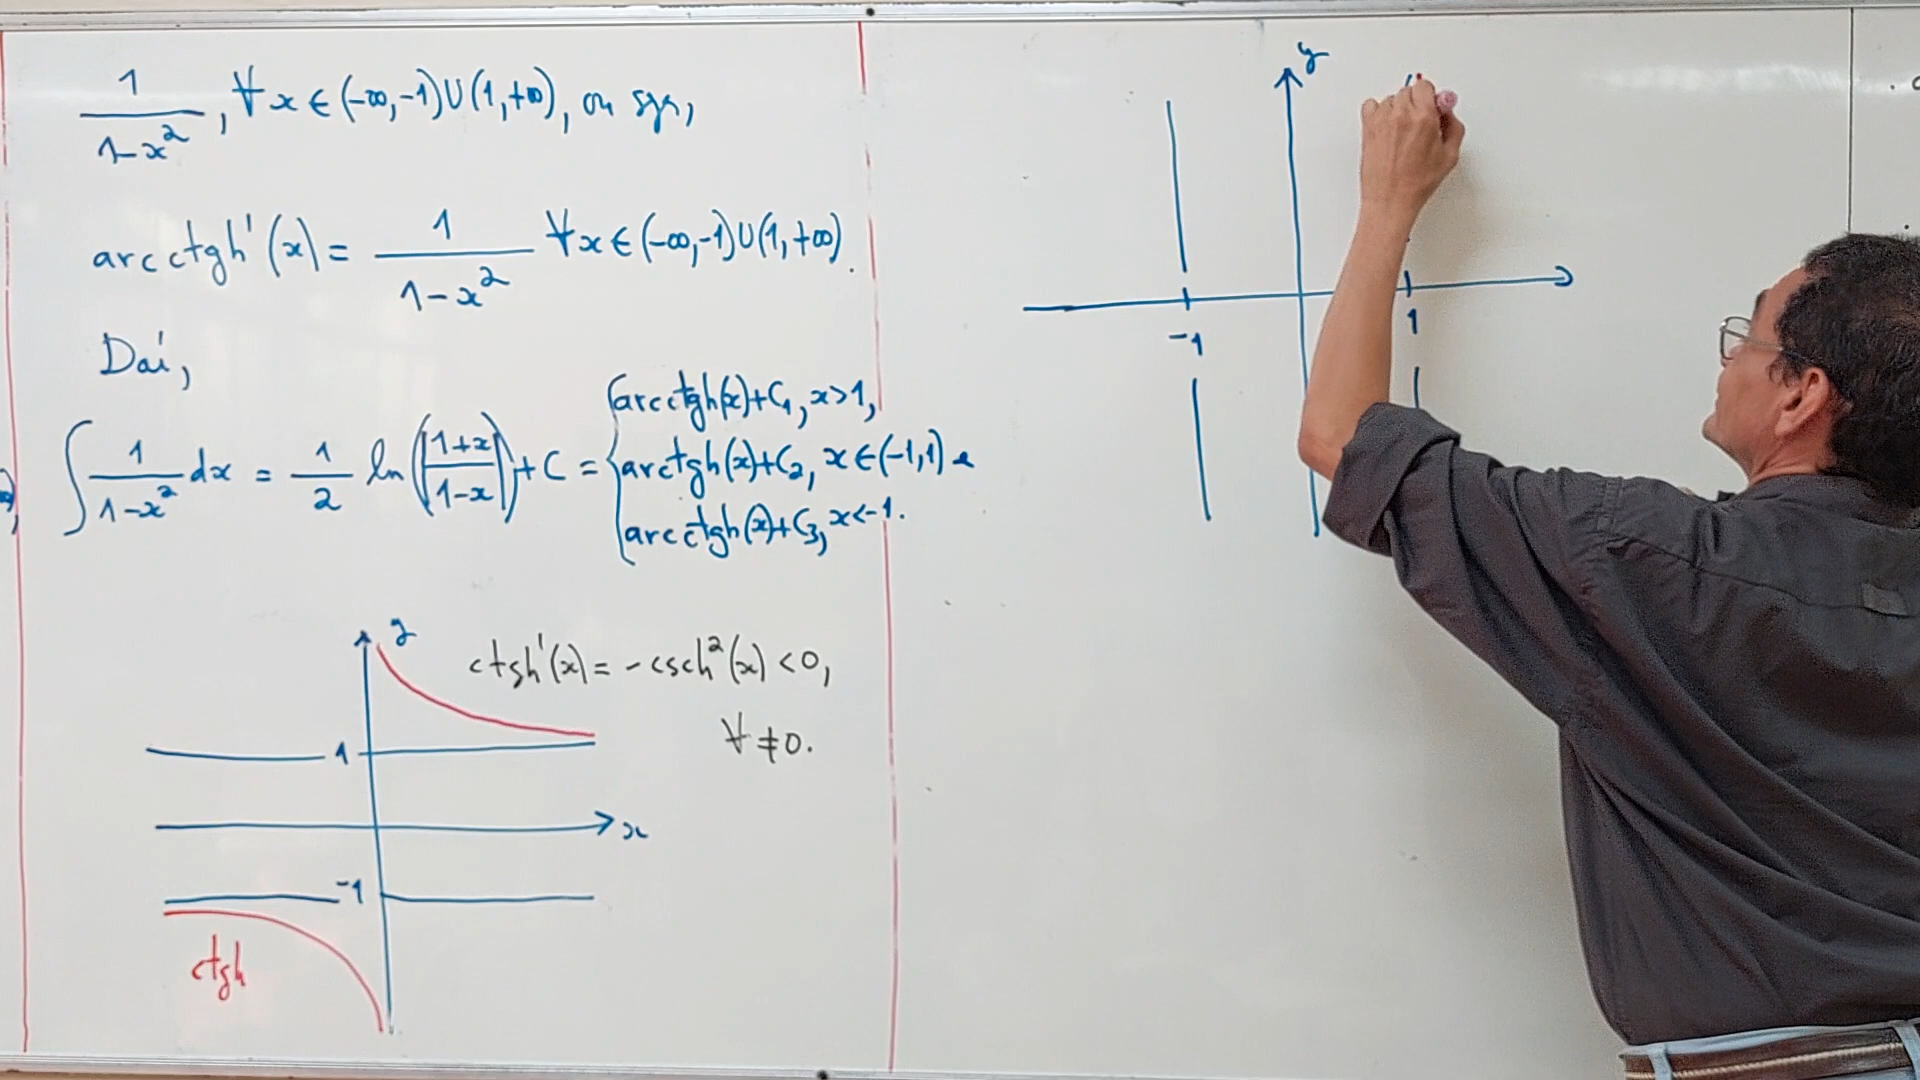 1/(1-x²), ∀x∈(-∞,-1)∪(1,+∞), ou seja,
arcctgh'(x) = 1/(1-x²) ∀x∈(-∞,-1)∪(1,+∞).
Daí,
∫ 1/(1-x²) dx = 1/2 ln(|(1+x)/(1-x)|) + C = { arcctgh(x)+C₁, x>1,
arctgh(x)+C₂, x∈(-1,1) e
arcctgh(x)+C₃, x<-1.
y
ctgh'(x) = -csch²(x) < 0,
∀ ≠0.
1
x
-1
ctgh
y
-1
1